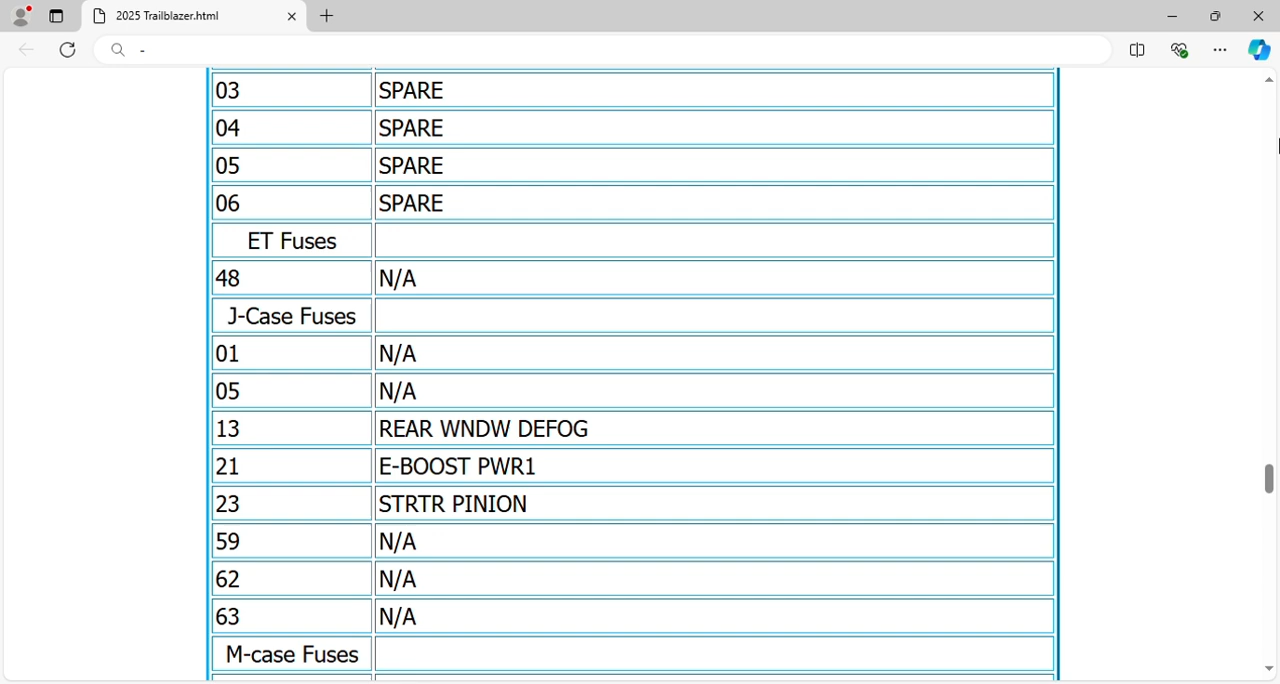 2025 Trailblazer.html
-
03 SPARE
04 SPARE
05 SPARE
06 SPARE
ET Fuses
48 N/A
J-Case Fuses
01 N/A
05 N/A
13 REAR WNDW DEFOG
21 E-BOOST PWR1
23 STRTR PINION
59 N/A
62 N/A
63 N/A
M-case Fuses